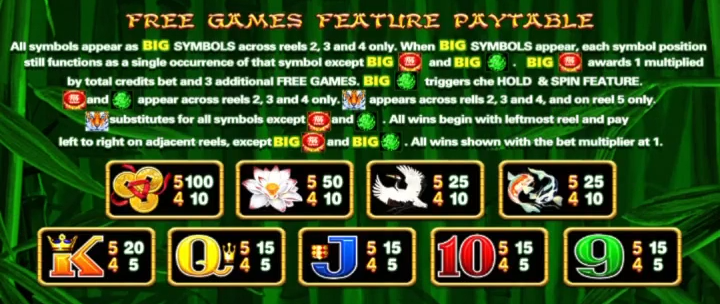 FREE GAMES FEATURE PAYTABLE
All symbols appear as BIG SYMBOLS across reels 2, 3 and 4 only. When BIG SYMBOLS appear, each symbol position
still functions as a single occurrence of that symbol except BIG and BIG . BIG awards 1 multiplied
by total credits bet and 3 additional FREE GAMES. BIG triggers che HOLD & SPIN FEATURE.
and appear across reels 2, 3 and 4 only. appears across rells 2, 3 and 4, and on reel 5 only.
substitutes for all symbols except and . All wins begin with leftmost reel and pay
left to right on adjacent reels, except BIG and BIG . All wins shown with the bet multiplier at 1.
5 100 5 50 5 25 5 25
4 10 4 10 4 10 4 10
K 5 20 Q 5 15 J 5 15 10 5 15 9 5 15
4 5 4 5 4 5 4 5 4 5